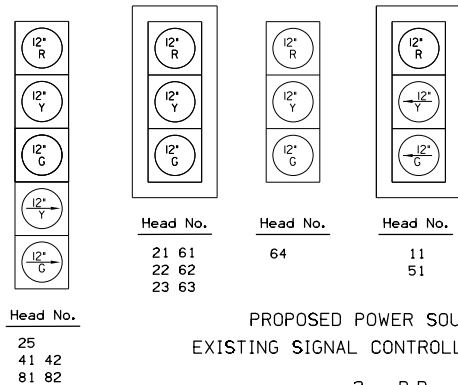 12"
R
12"
Y
12"
G
12"
Y
12"
G
Head No.
25
41 42
81 82
12"
R
12"
Y
12"
G
Head No.
21 61
22 62
23 63
12"
R
12"
Y
12"
G
Head No.
64
12"
R
12"
Y
12"
G
Head No.
11
51
PROPOSED POWER SOU
EXISTING SIGNAL CONTROLL